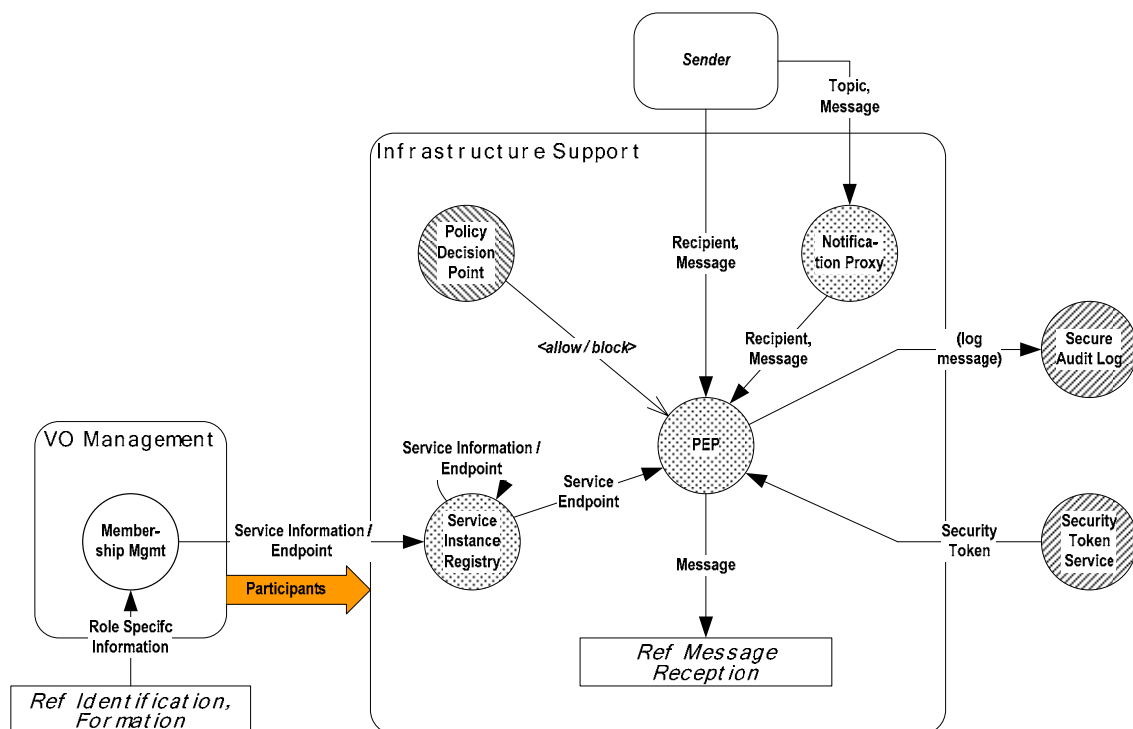 Sender
Topic,
Message
Infrastructure Support
Policy
Decision
Point
Recipient,
Message
Notifica-
tion Proxy
<allow / block>
Recipient,
Message
(log
message)
Secure
Audit Log
VO Management
PEP
Service Information /
Endpoint
Service
Endpoint
Member-
ship Mgmt
Service Information /
Endpoint
Service
Instance
Registry
Security
Token
Security
Token
Service
Participants
Message
Role Specifc
Information
Ref Message
Reception
Ref Identification,
Formation